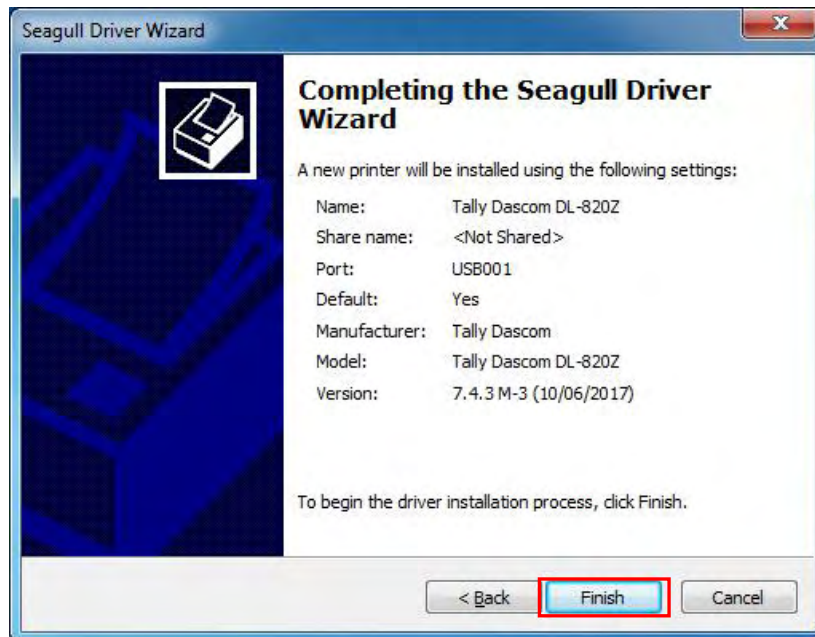 Seagull Driver Wizard
Completing the Seagull Driver
Wizard
A new printer will be installed using the following settings:
Name: Tally Dascom DL-820Z
Share name: <Not Shared>
Port: USB001
Default: Yes
Manufacturer: Tally Dascom
Model: Tally Dascom DL-820Z
Version: 7.4.3 M-3 (10/06/2017)
To begin the driver installation process, click Finish.
< Back Finish Cancel